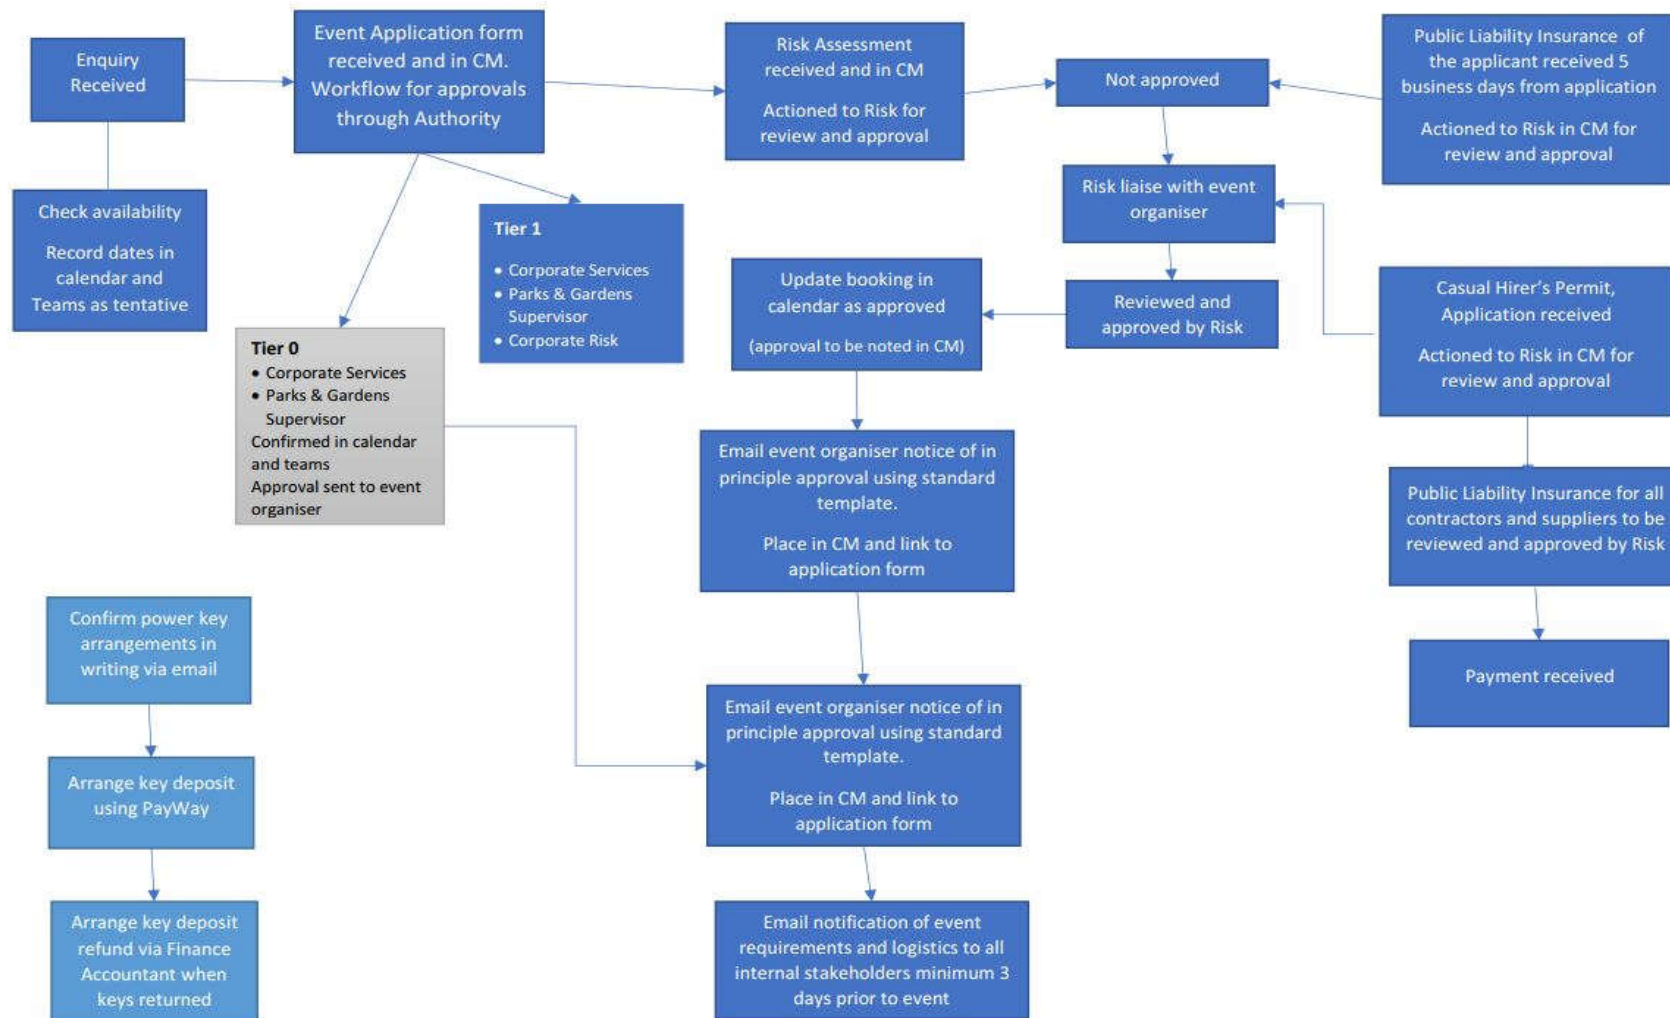 Enquiry
Received
Event Application form
received and in CM.
Workflow for approvals
through Authority
Risk Assessment
received and in CM
Actioned to Risk for
review and approval
Not approved
Public Liability Insurance of
the applicant received 5
business days from application
Actioned to Risk in CM for
review and approval
Check availability
Record dates in
calendar and
Teams as tentative
Tier 1
• Corporate Services
• Parks & Gardens
Supervisor
• Corporate Risk
Risk liaise with event
organiser
Tier 0
• Corporate Services
• Parks & Gardens
Supervisor
Confirmed in calendar
and teams
Approval sent to event
organiser
Update booking in
calendar as approved
(approval to be noted in CM)
Reviewed and
approved by Risk
Casual Hirer's Permit,
Application received
Actioned to Risk in CM for
review and approval
Email event organiser notice of in
principle approval using standard
template.
Place in CM and link to
application form
Public Liability Insurance for all
contractors and suppliers to be
reviewed and approved by Risk
Confirm power key
arrangements in
writing via email
Email event organiser notice of in
principle approval using standard
template.
Place in CM and link to
application form
Payment received
Arrange key deposit
using PayWay
Arrange key deposit
refund via Finance
Accountant when
keys returned
Email notification of event
requirements and logistics to all
internal stakeholders minimum 3
days prior to event